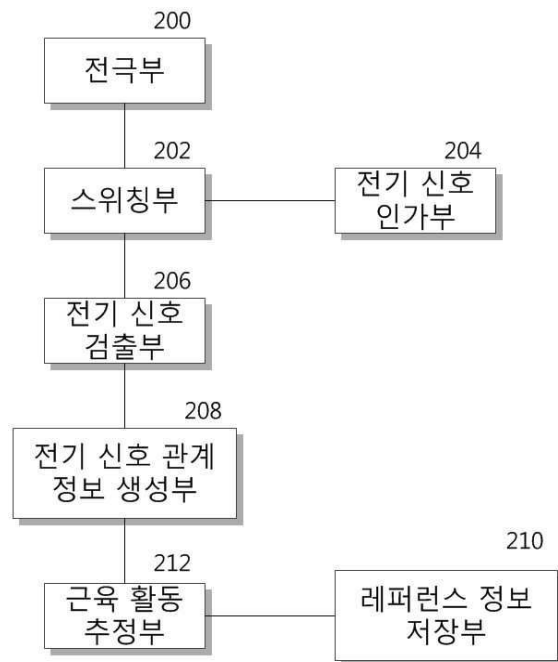 200
전극부
202
스위칭부
204
전기 신호
인가부
206
전기 신호
검출부
208
전기 신호 관계
정보 생성부
212
근육 활동
추정부
210
레퍼런스 정보
저장부